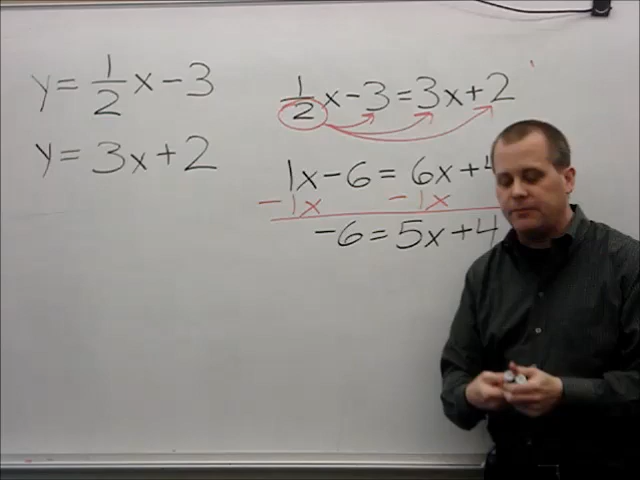 y = 1/2 x - 3
y = 3x + 2
1/2 x - 3 = 3x + 2
1x - 6 = 6x + 4
- 1x - 1x
-6 = 5x + 4